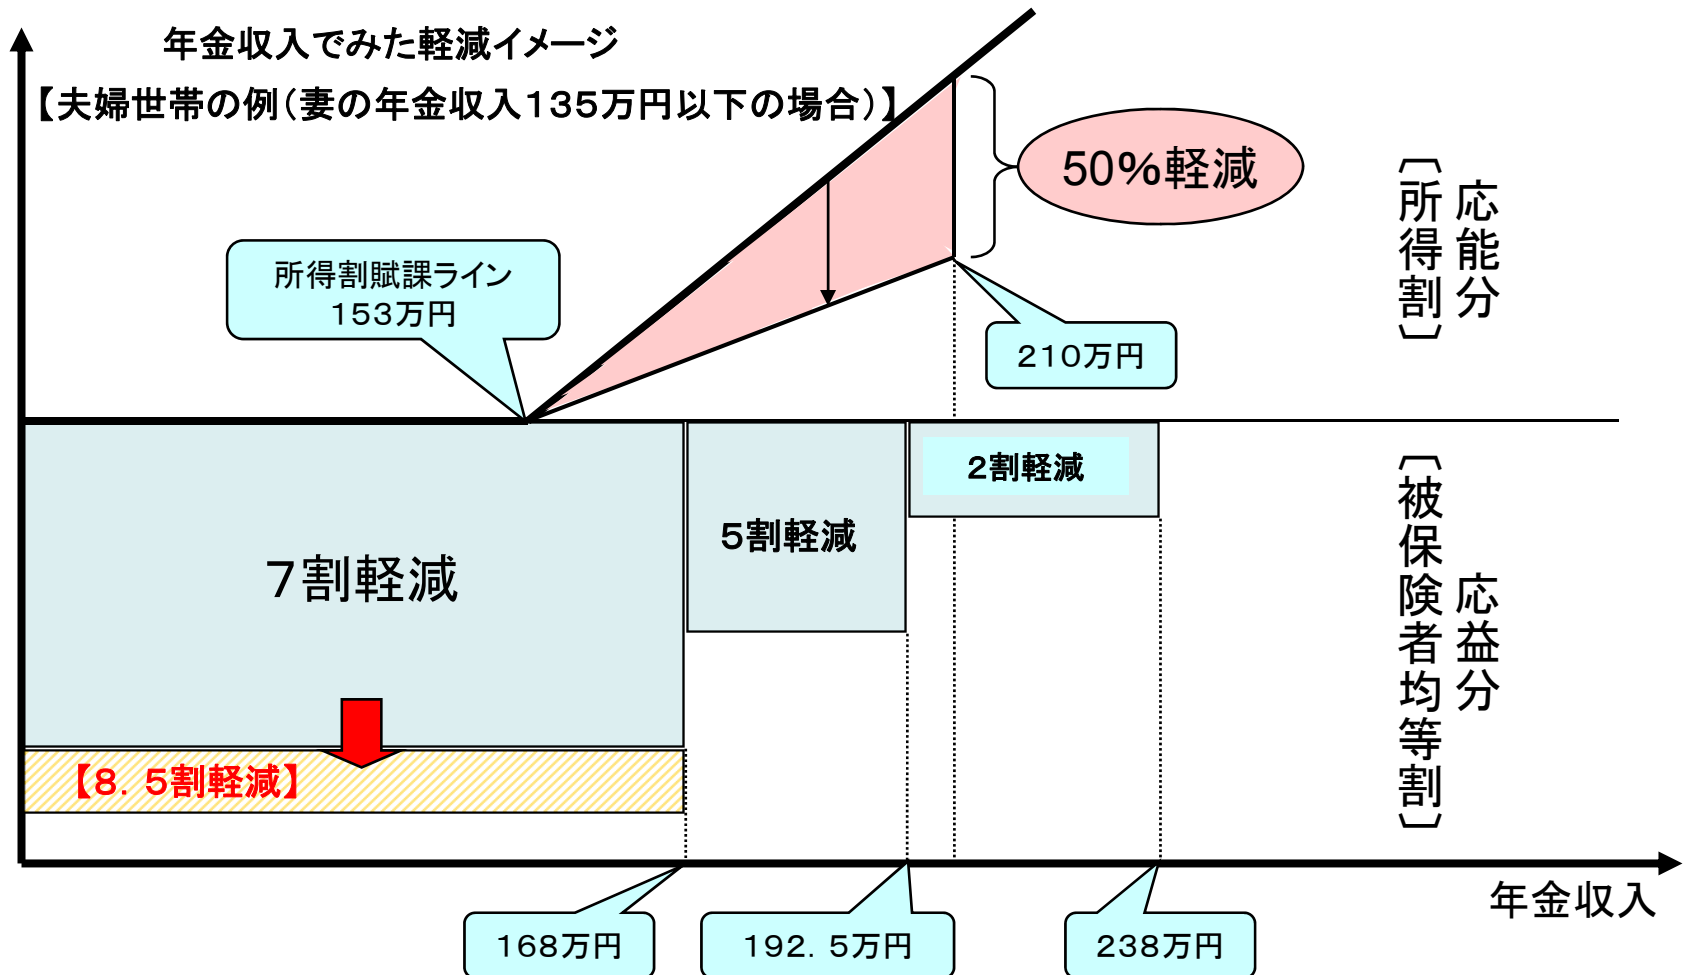 年金収入でみた軽減イメージ
【夫婦世帯の例(妻の年金収入135万円以下の場合)】
50%軽減
応能分
〔所得割〕
所得割賦課ライン
153万円
210万円
2割軽減
5割軽減
7割軽減
【8.5割軽減】
応益分
〔被保険者均等割〕
年金収入
168万円
192.5万円
238万円